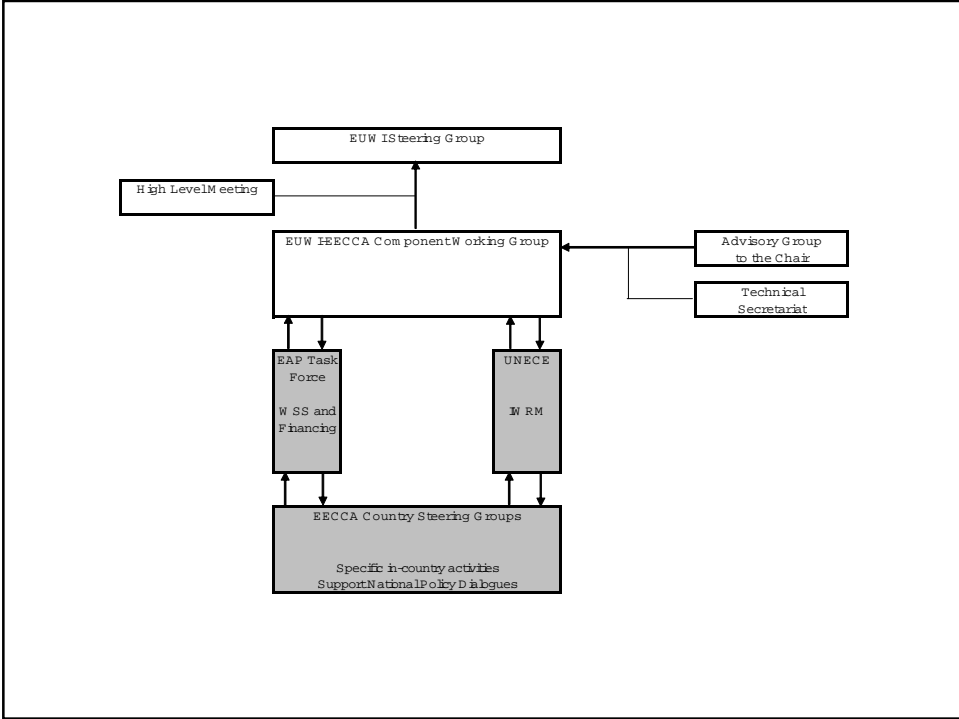 EUWI Steering Group
High Level Meeting
EUWI-EECCA Component Working Group
Advisory Group
to the Chair
Technical
Secretariat
EAP Task
Force
WSS and
Financing
UNECE
IWRM
EECCA Country Steering Groups
Specific in-country activities
Support National Policy Dialogues